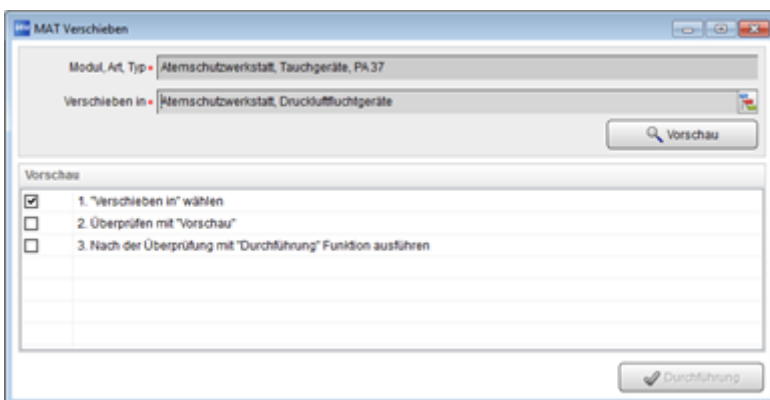 MAT Verschieben
Modul, Art, Typ Atemschutzwerkstatt, Tauchgeräte, PA 37
Verschieben in Atemschutzwerkstatt, Druckluftfluchtgeräte
Vorschau
Vorschau
1. "Verschieben in" wählen
2. Überprüfen mit "Vorschau"
3. Nach der Überprüfung mit "Durchführung" Funktion ausführen
Durchführung